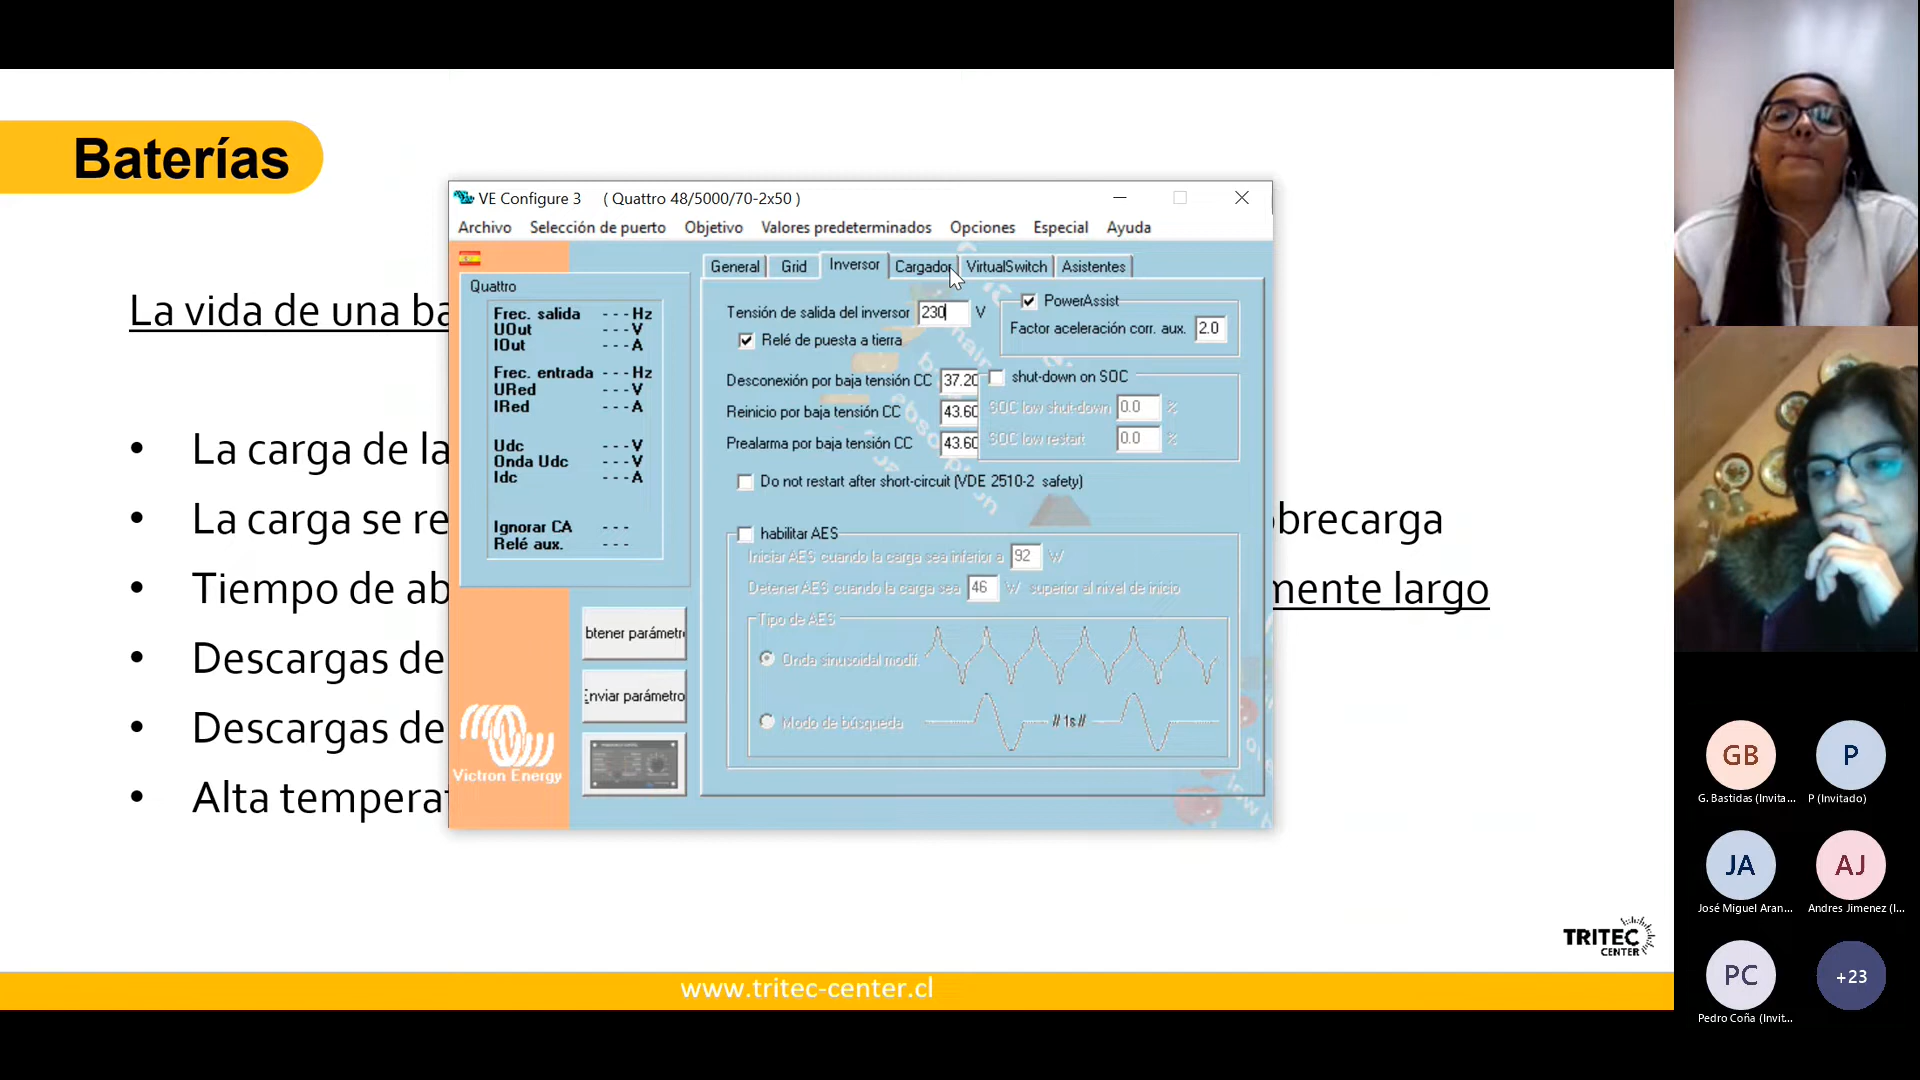 Baterías
La vida de una ba
La carga de la
La carga se re
obrecarga
Tiempo de ab
mente largo
Descargas de
Descargas de
Alta tempera
TRITEC
CENTER
www.tritec-center.cl
VE Configure 3 ( Quattro 48/5000/70-2x50 )
Archivo Selección de puerto Objetivo Valores predeterminados Opciones Especial Ayuda
General Grid Inversor Cargador VirtualSwitch Asistentes
Quattro
Frec. salida ---Hz
UOut ---V
IOut ---A
Frec. entrada ---Hz
URed ---V
IRed ---A
Udc ---V
Onda Udc ---V
Idc ---A
Ignorar CA ---
Relé aux. ---
btener parámetr
Enviar parámetro
Victron Energy
Tensión de salida del inversor 230 V
Relé de puesta a tierra
PowerAssist
Factor aceleración corr. aux. 2.0
Desconexión por baja tensión CC 37.20
Reinicio por baja tensión CC 43.60
Prealarma por baja tensión CC 43.60
shut-down on SOC
SOC low shut-down 0.0 %
SOC low restart 0.0 %
Do not restart after short-circuit (VDE 2510-2 safety)
habilitar AES
Iniciar AES cuando la carga sea inferior a 92 W
Detener AES cuando la carga sea 46 W superior al nivel de inicio
Tipo de AES
Onda sinusoidal modif.
Modo de búsqueda
// 1s //
GB
G. Bastidas (Invita...
P
P (Invitado)
JA
José Miguel Aran...
AJ
Andres Jimenez (I...
PC
Pedro Coña (Invit...
+23